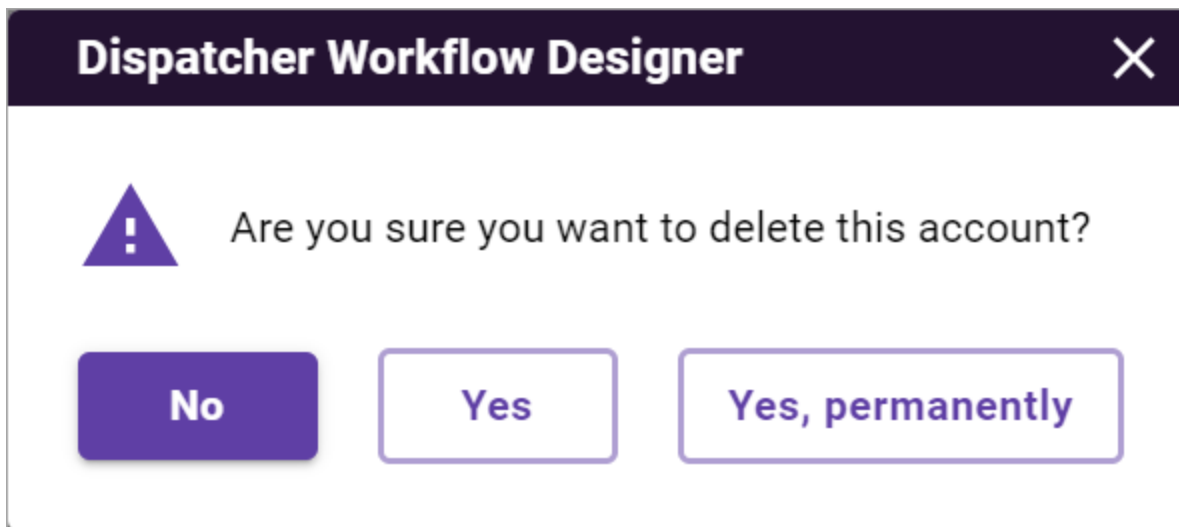 Dispatcher Workflow Designer
Are you sure you want to delete this account?
No
Yes
Yes, permanently